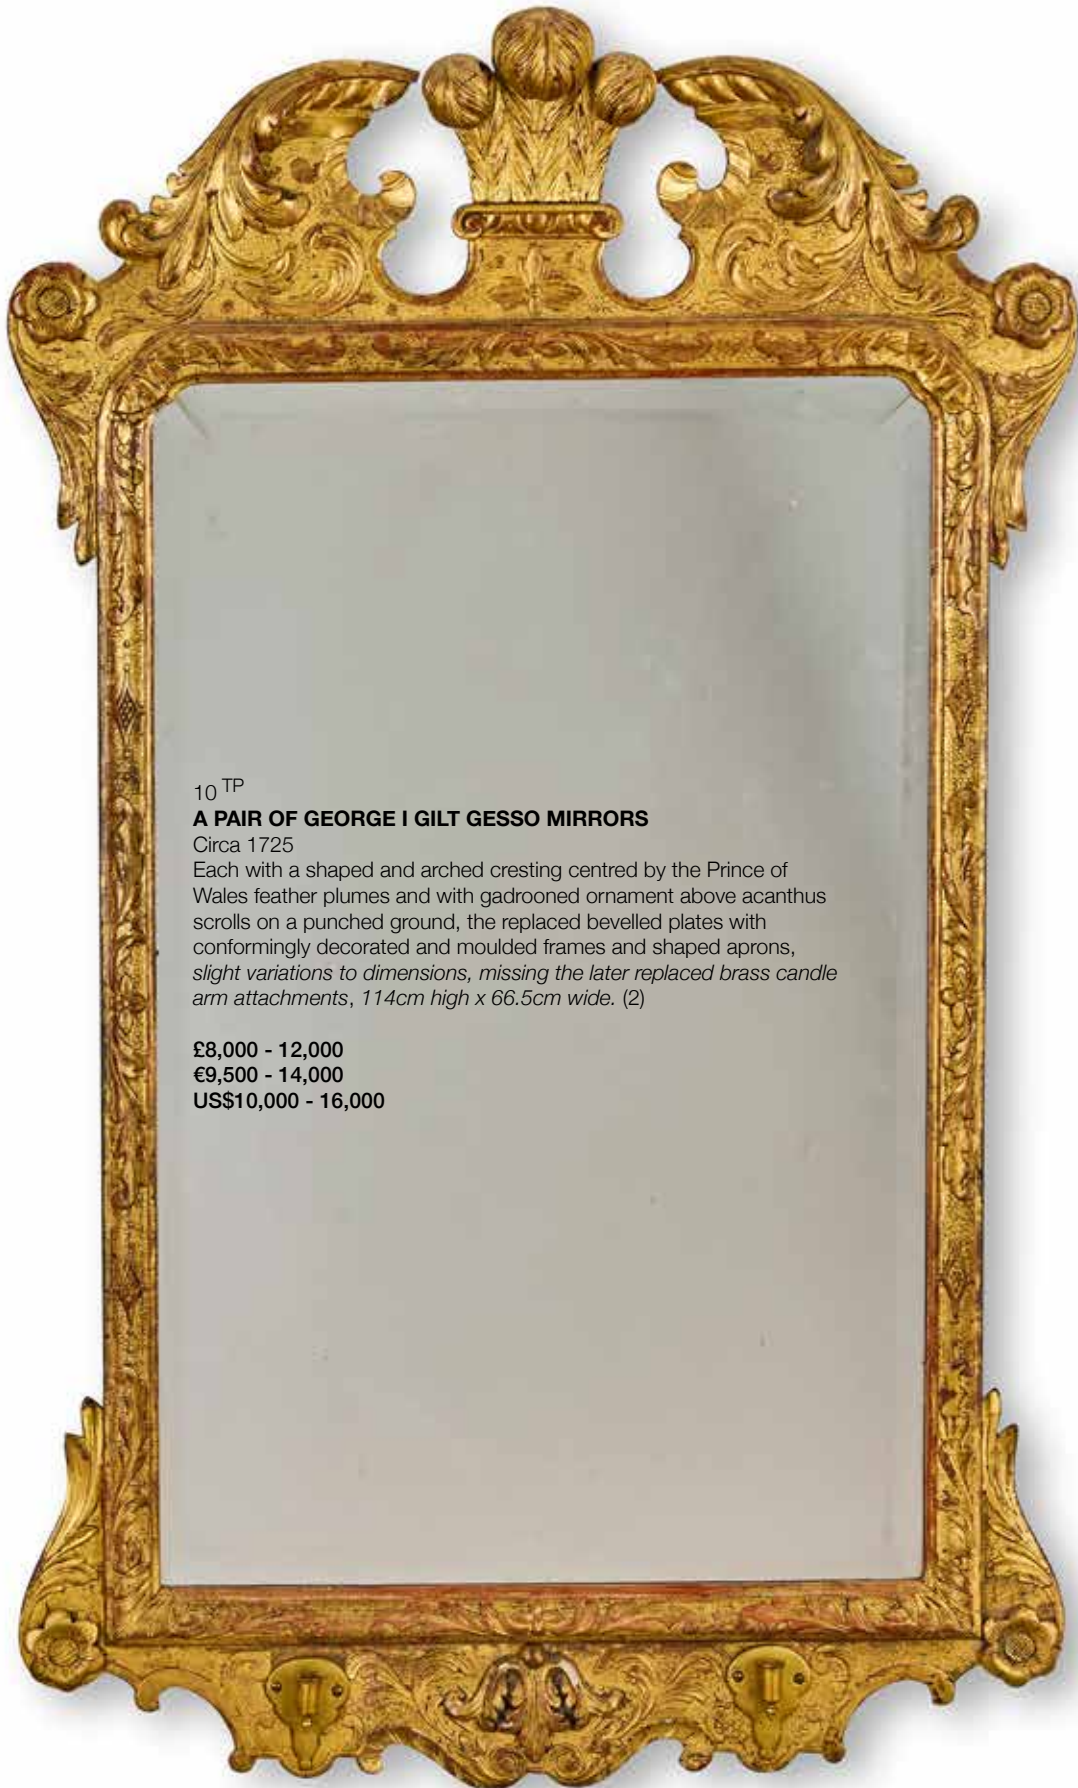 10 TP
A PAIR OF GEORGE I GILT GESSO MIRRORS
Circa 1725
Each with a shaped and arched cresting centred by the Prince of
Wales feather plumes and with gadrooned ornament above acanthus
scrolls on a punched ground, the replaced bevelled plates with
conformingly decorated and moulded frames and shaped aprons,
slight variations to dimensions, missing the later replaced brass candle
arm attachments, 114cm high x 66.5cm wide. (2)
£8,000 - 12,000
€9,500 - 14,000
US$10,000 - 16,000